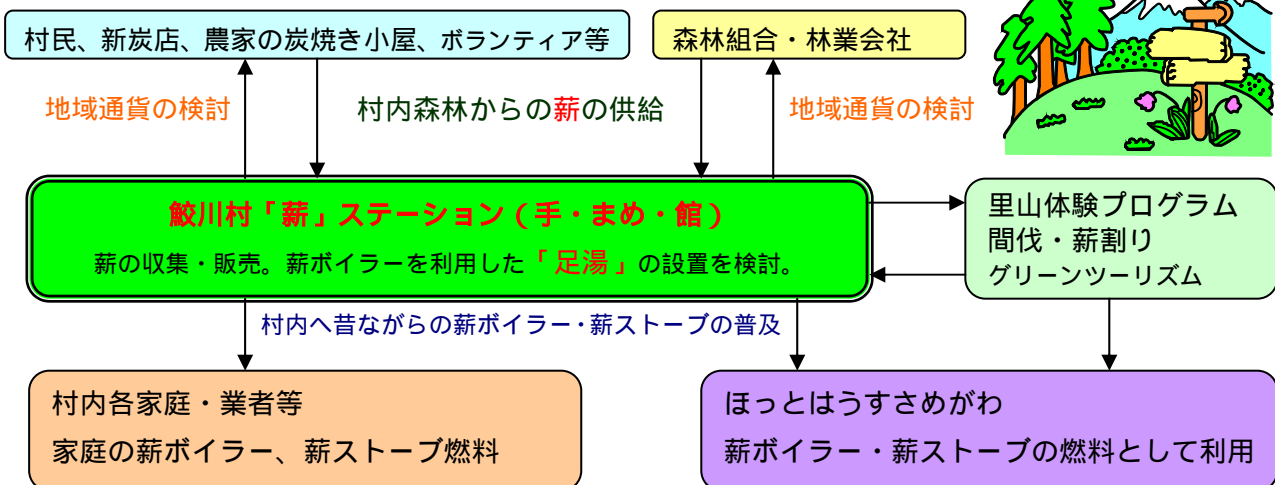 村民、新炭店、農家の炭焼き小屋、ボランティア等
森林組合・林業会社
地域通貨の検討
村内森林からの薪の供給
地域通貨の検討
鮫川村「薪」ステーション（手・まめ・館）
薪の収集・販売。薪ボイラーを利用した「足湯」の設置を検討。
里山体験プログラム
間伐・薪割り
グリーンツーリズム
村内へ昔ながらの薪ボイラー・薪ストーブの普及
村内各家庭・業者等
家庭の薪ボイラー、薪ストーブ燃料
ほっとはうすさめがわ
薪ボイラー・薪ストーブの燃料として利用